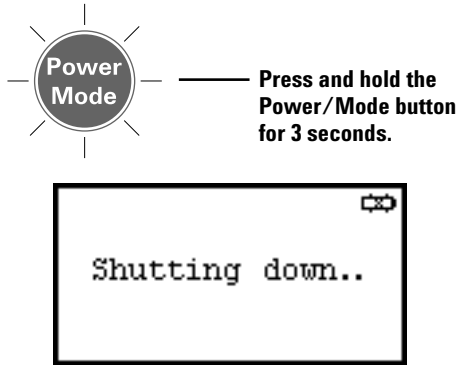 Power
Mode
Press and hold the
Power/Mode button
for 3 seconds.
Shutting down..